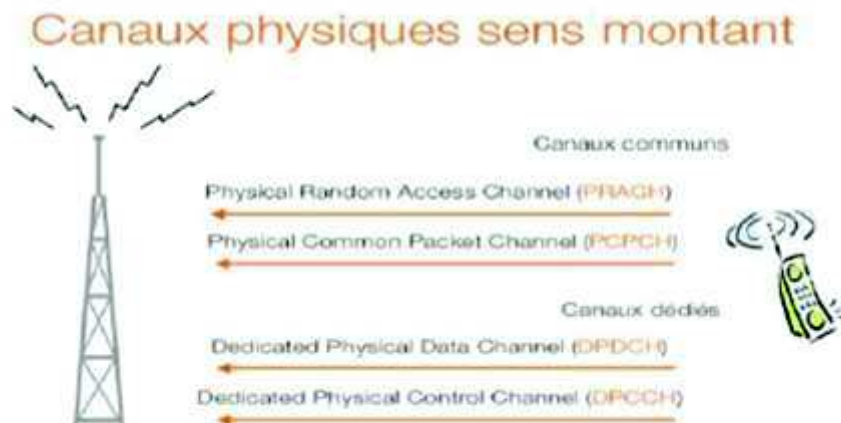 Canaux physiques sens montant
Canaux communs
Physical Random Access Channel (PRACH)
Physical Common Packet Channel (PCPCH)
Canaux dédiés
Dedicated Physical Data Channel (DPDCH)
Dedicated Physical Control Channel (DPCCH)